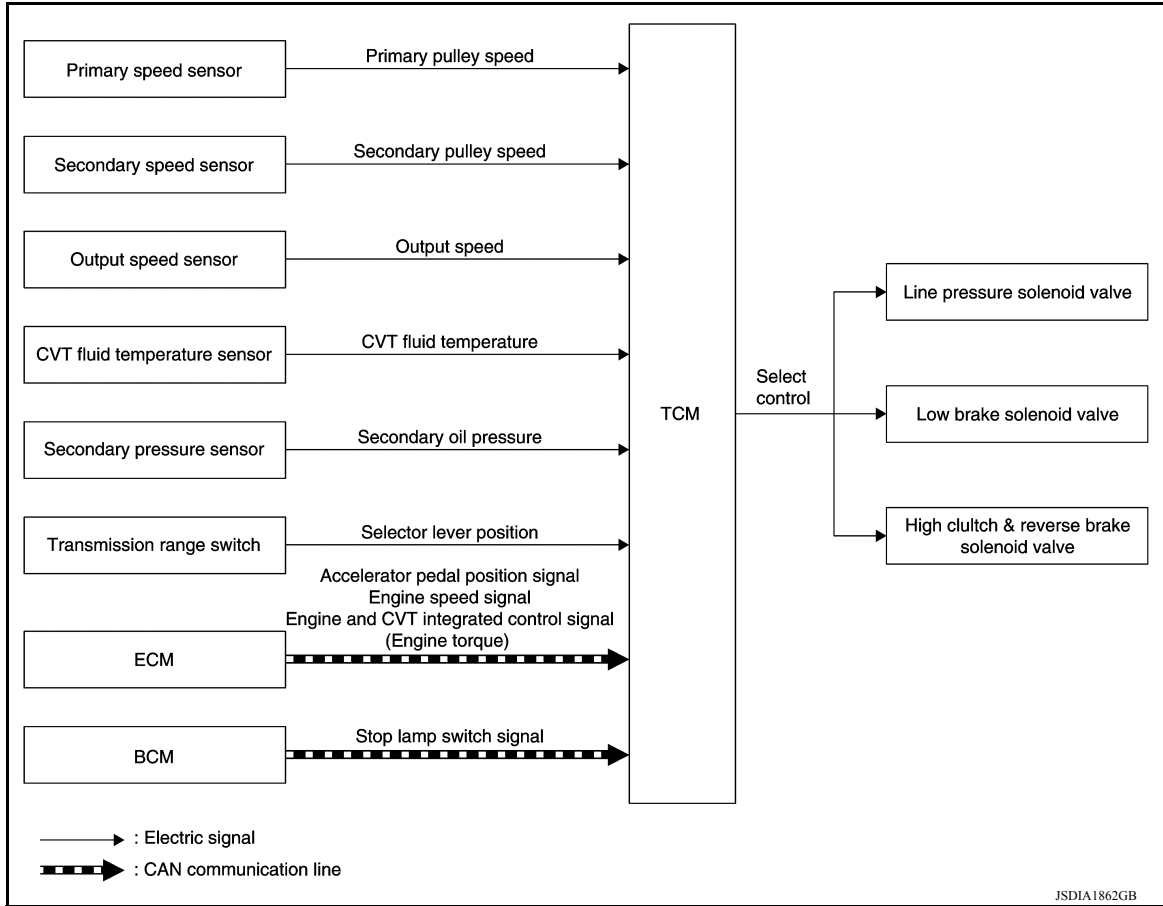 Primary speed sensor
Primary pulley speed
Secondary speed sensor
Secondary pulley speed
Output speed sensor
Output speed
CVT fluid temperature sensor
CVT fluid temperature
Secondary pressure sensor
Secondary oil pressure
Transmission range switch
Selector lever position
ECM
Accelerator pedal position signal
Engine speed signal
Engine and CVT integrated control signal
(Engine torque)
BCM
Stop lamp switch signal
TCM
Select
control
Line pressure solenoid valve
Low brake solenoid valve
High clultch & reverse brake
solenoid valve
: Electric signal
: CAN communication line
JSDIA1862GB